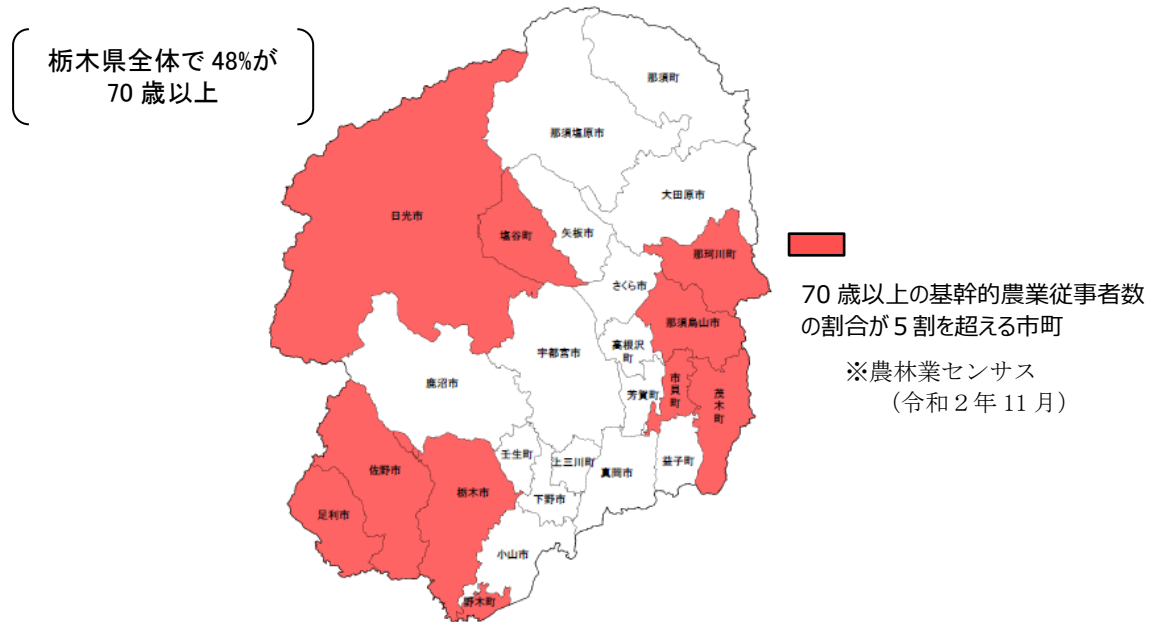 栃木県全体で 48%が
70 歳以上
那須町
那須塩原市
大田原市
日光市
塩谷町
矢板市
那珂川町
さくら市
那須烏山市
高根沢
町
宇都宮市
市貝町
茂木町
芳賀町
鹿沼市
壬生町
上三川町
真岡市
益子町
佐野市
栃木市
下野市
足利市
小山市
野木町
70 歳以上の基幹的農業従事者数
の割合が 5 割を超える市町
※農林業センサス
(令和 2 年 11 月)